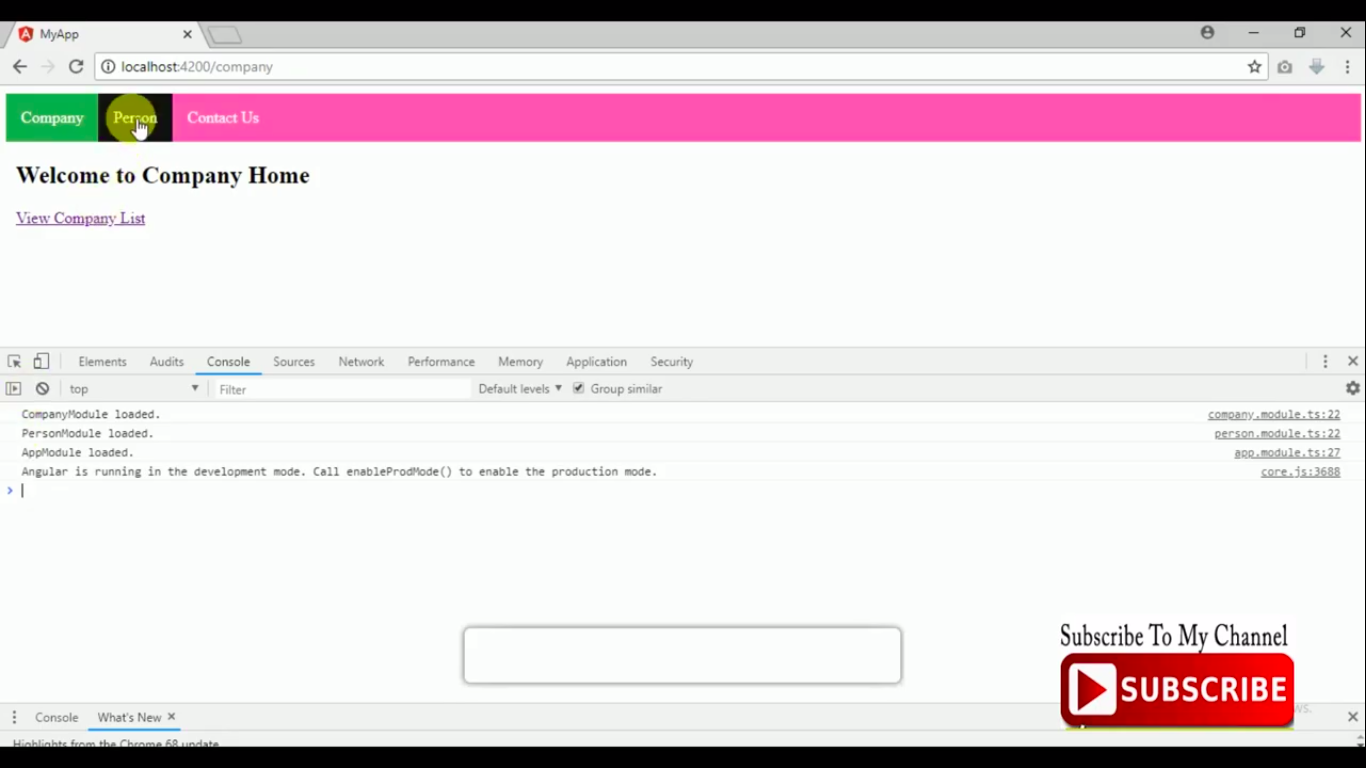 MyApp
localhost:4200/company
Company Person Contact Us
Welcome to Company Home
View Company List
Elements Audits Console Sources Network Performance Memory Application Security
top Filter Default levels Group similar
CompanyModule loaded. company.module.ts:22
PersonModule loaded. person.module.ts:22
AppModule loaded. app.module.ts:27
Angular is running in the development mode. Call enableProdMode() to enable the production mode. core.js:3688
Subscribe To My Channel
SUBSCRIBE
Console What's New
Highlights from the Chrome 68 update